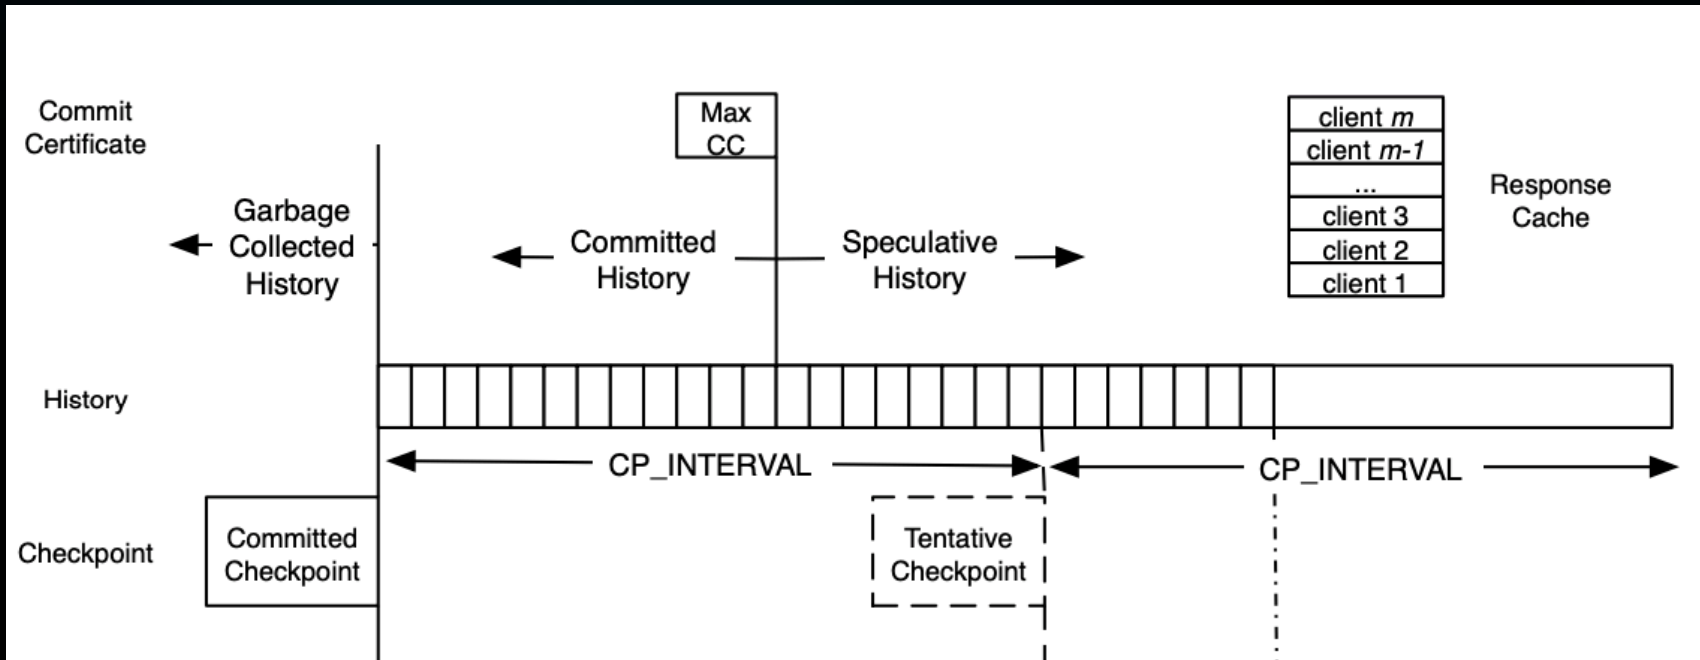 Commit
Certificate
Max
CC
client m
client m-1
...
client 3
client 2
client 1
Response
Cache
Garbage
Collected
History
Committed
History
Speculative
History
History
CP_INTERVAL
CP_INTERVAL
Checkpoint
Committed
Checkpoint
Tentative
Checkpoint